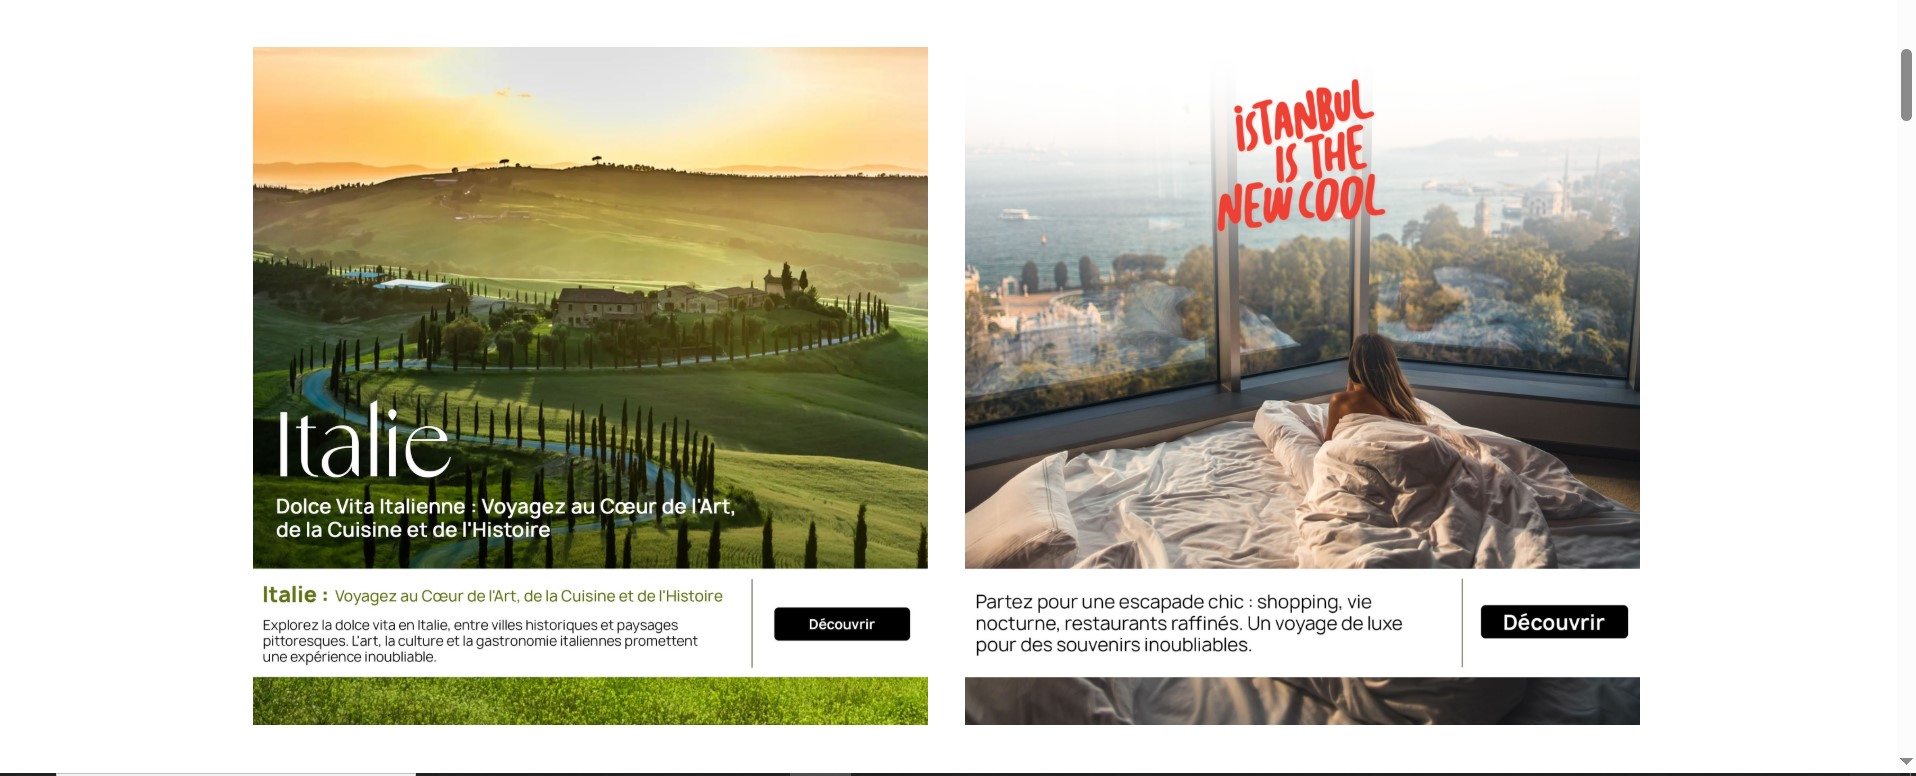 Italie
Dolce Vita Italienne : Voyagez au Cœur de l'Art,
de la Cuisine et de l'Histoire
Italie : Voyagez au Cœur de l'Art, de la Cuisine et de l'Histoire
Explorez la dolce vita en Italie, entre villes historiques et paysages
pittoresques. L'art, la culture et la gastronomie italiennes promettent
une expérience inoubliable.
Découvrir
iSTANBUL
IS THE
NEW COOL
Partez pour une escapade chic : shopping, vie
nocturne, restaurants raffinés. Un voyage de luxe
pour des souvenirs inoubliables.
Découvrir